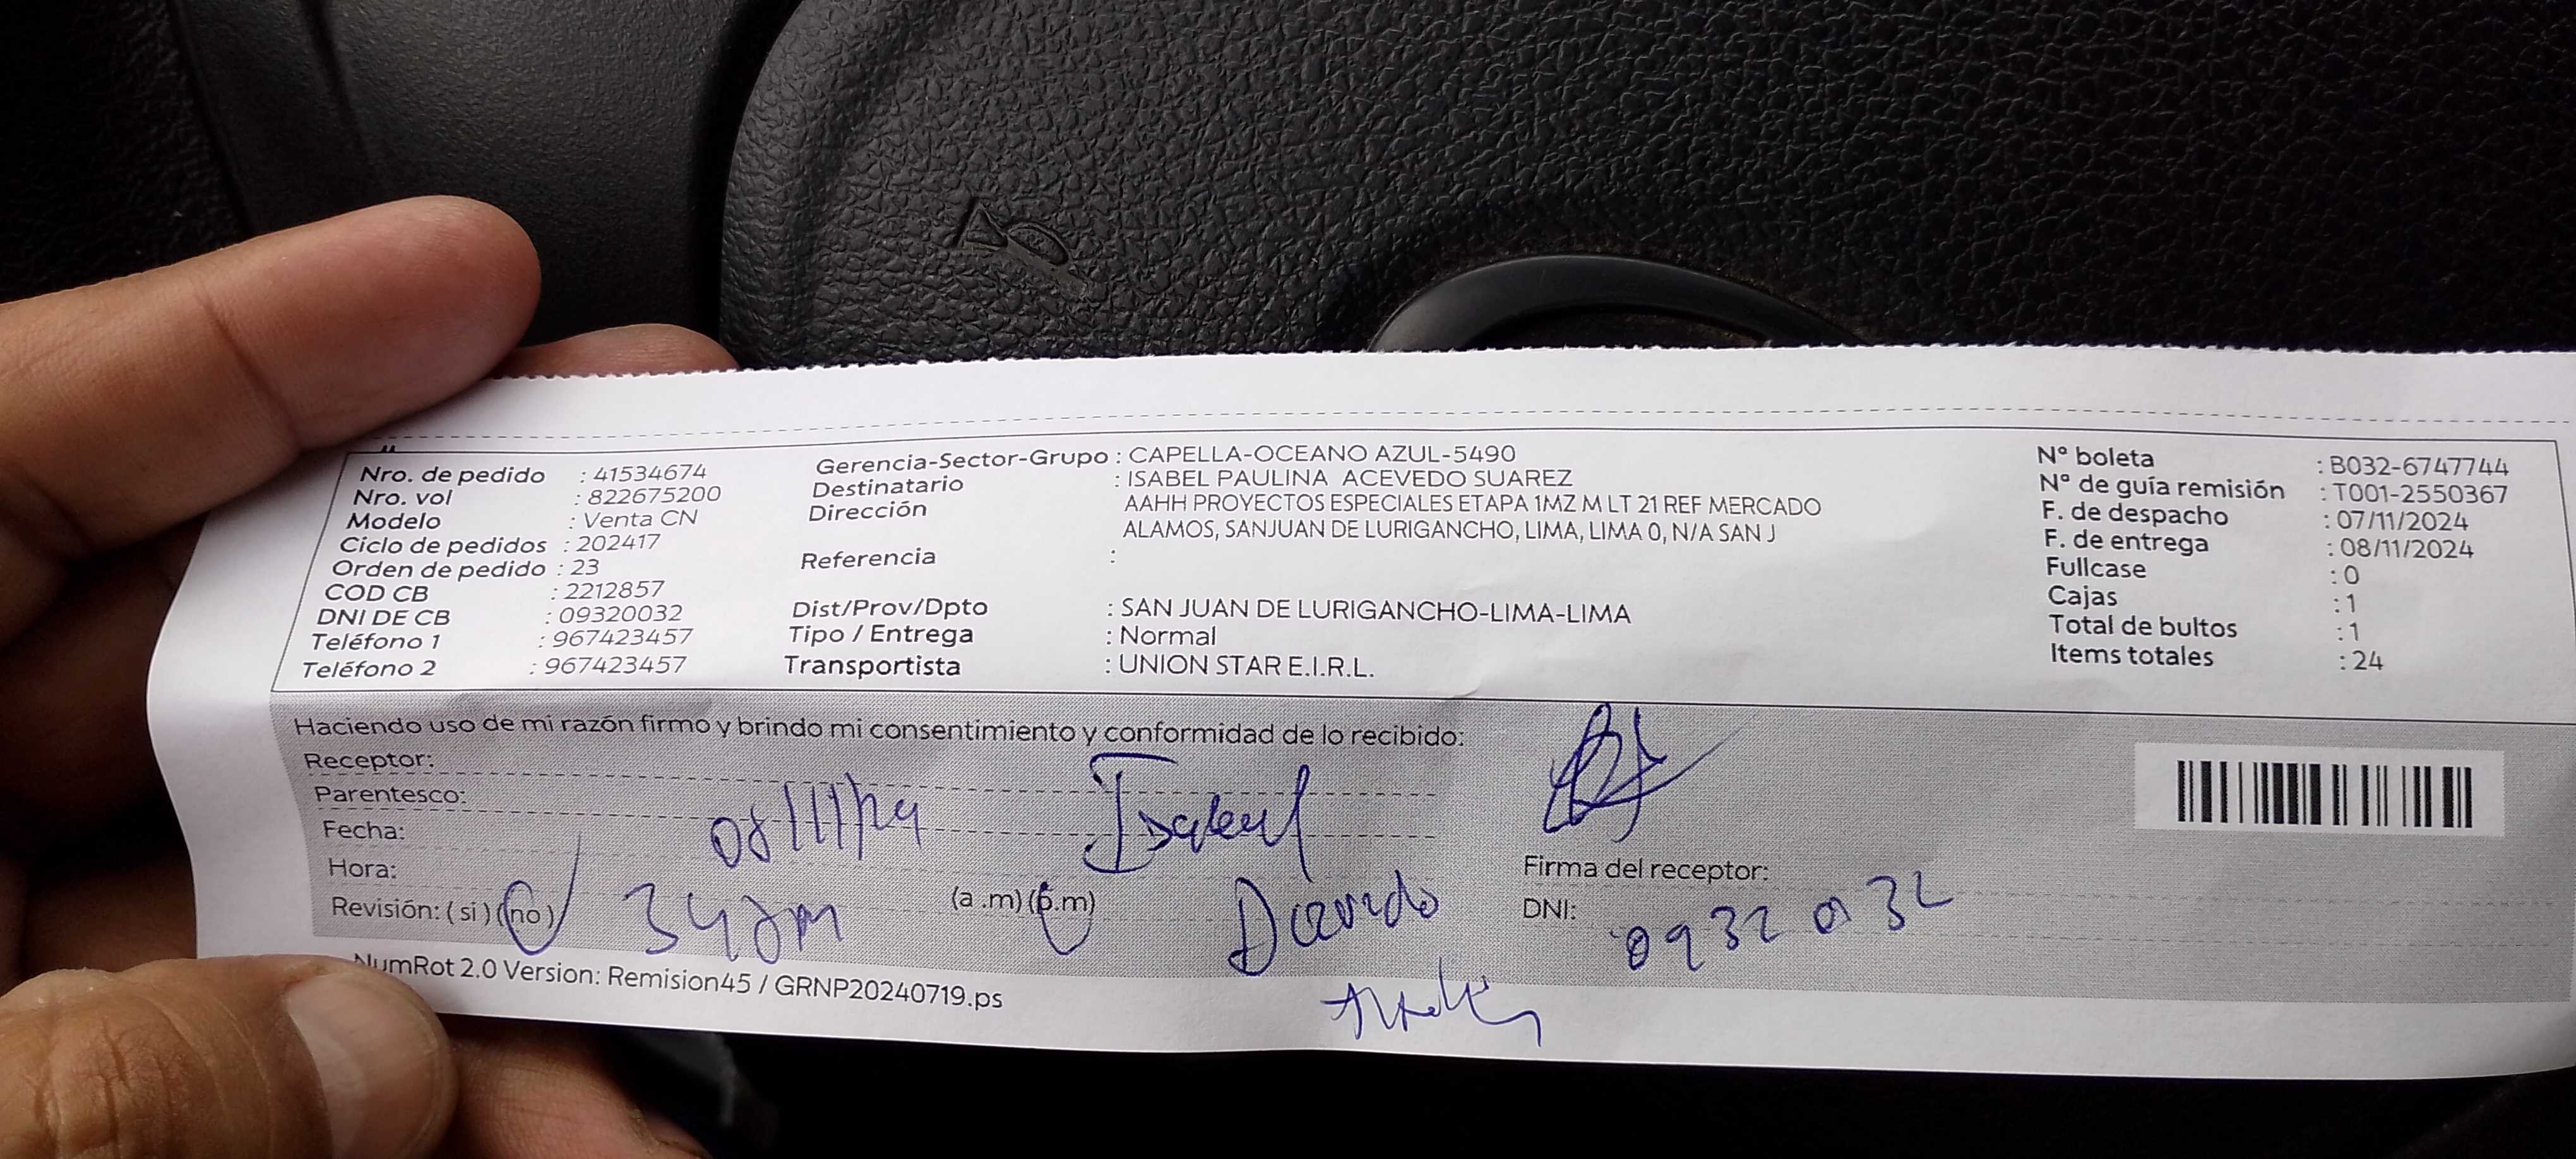 Nro. de pedido : 41534674
Nro. vol : 822675200
Modelo : Venta CN
Ciclo de pedidos : 202417
Orden de pedido : 23
COD CB : 2212857
DNI DE CB : 09320032
Teléfono 1 : 967423457
Teléfono 2 : 967423457
Gerencia-Sector-Grupo : CAPELLA-OCEANO AZUL-5490
Destinatario : ISABEL PAULINA ACEVEDO SUAREZ
Dirección AAHH PROYECTOS ESPECIALES ETAPA 1MZ M LT 21 REF MERCADO
ALAMOS, SANJUAN DE LURIGANCHO, LIMA, LIMA 0, N/A SAN J
Referencia :
Dist/Prov/Dpto : SAN JUAN DE LURIGANCHO-LIMA-LIMA
Tipo / Entrega : Normal
Transportista : UNION STAR E.I.R.L.
N° boleta : B032-6747744
N° de guía remisión : T001-2550367
F. de despacho : 07/11/2024
F. de entrega : 08/11/2024
Fullcase : 0
Cajas : 1
Total de bultos : 1
Items totales : 24
Haciendo uso de mi razón firmo y brindo mi consentimiento y conformidad de lo recibido:
Receptor:
Parentesco:
Fecha: 08/11/24
Hora:
Revisión: ( si ) (no) (a .m) (p.m)
Firma del receptor:
DNI: 09320032
NumRot 2.0 Version: Remision45 / GRNP20240719.ps